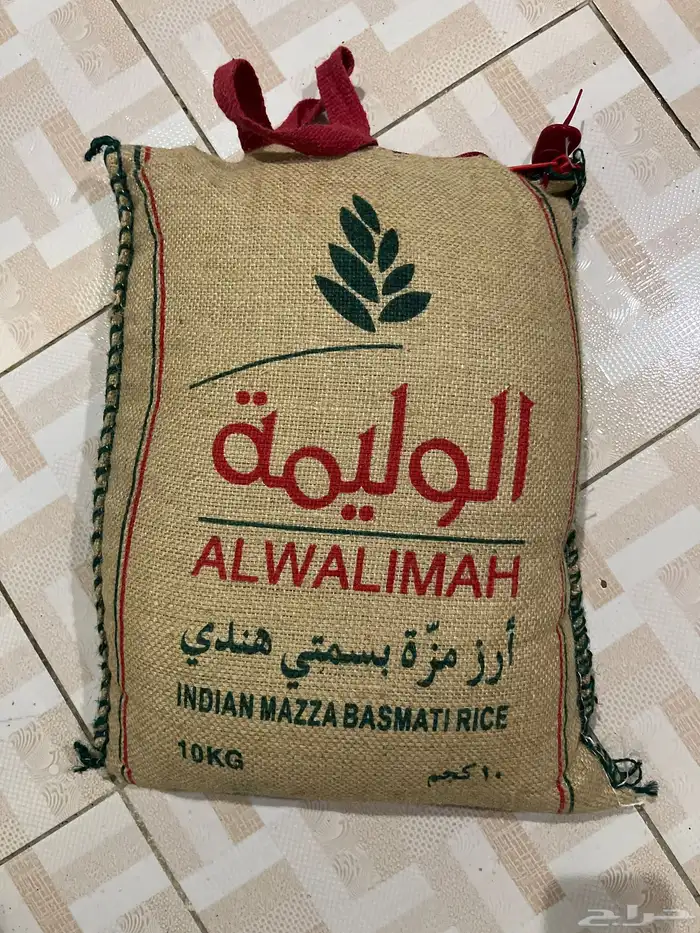 الوليمة
ALWALIMAH
أرز مزّة بسمتي هندي
INDIAN MAZZA BASMATI RICE
10KG ١٠ كجم
حراج